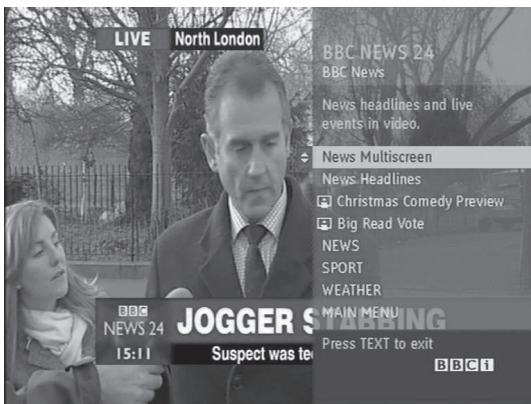 LIVE North London
BBC NEWS 24
BBC News
News headlines and live
events in video.
News Multiscreen
News Headlines
Christmas Comedy Preview
Big Read Vote
NEWS
SPORT
WEATHER
MAIN MENU
Press TEXT to exit
BBCi
BBC
NEWS 24
JOGGER STABBING
15:11
Suspect was